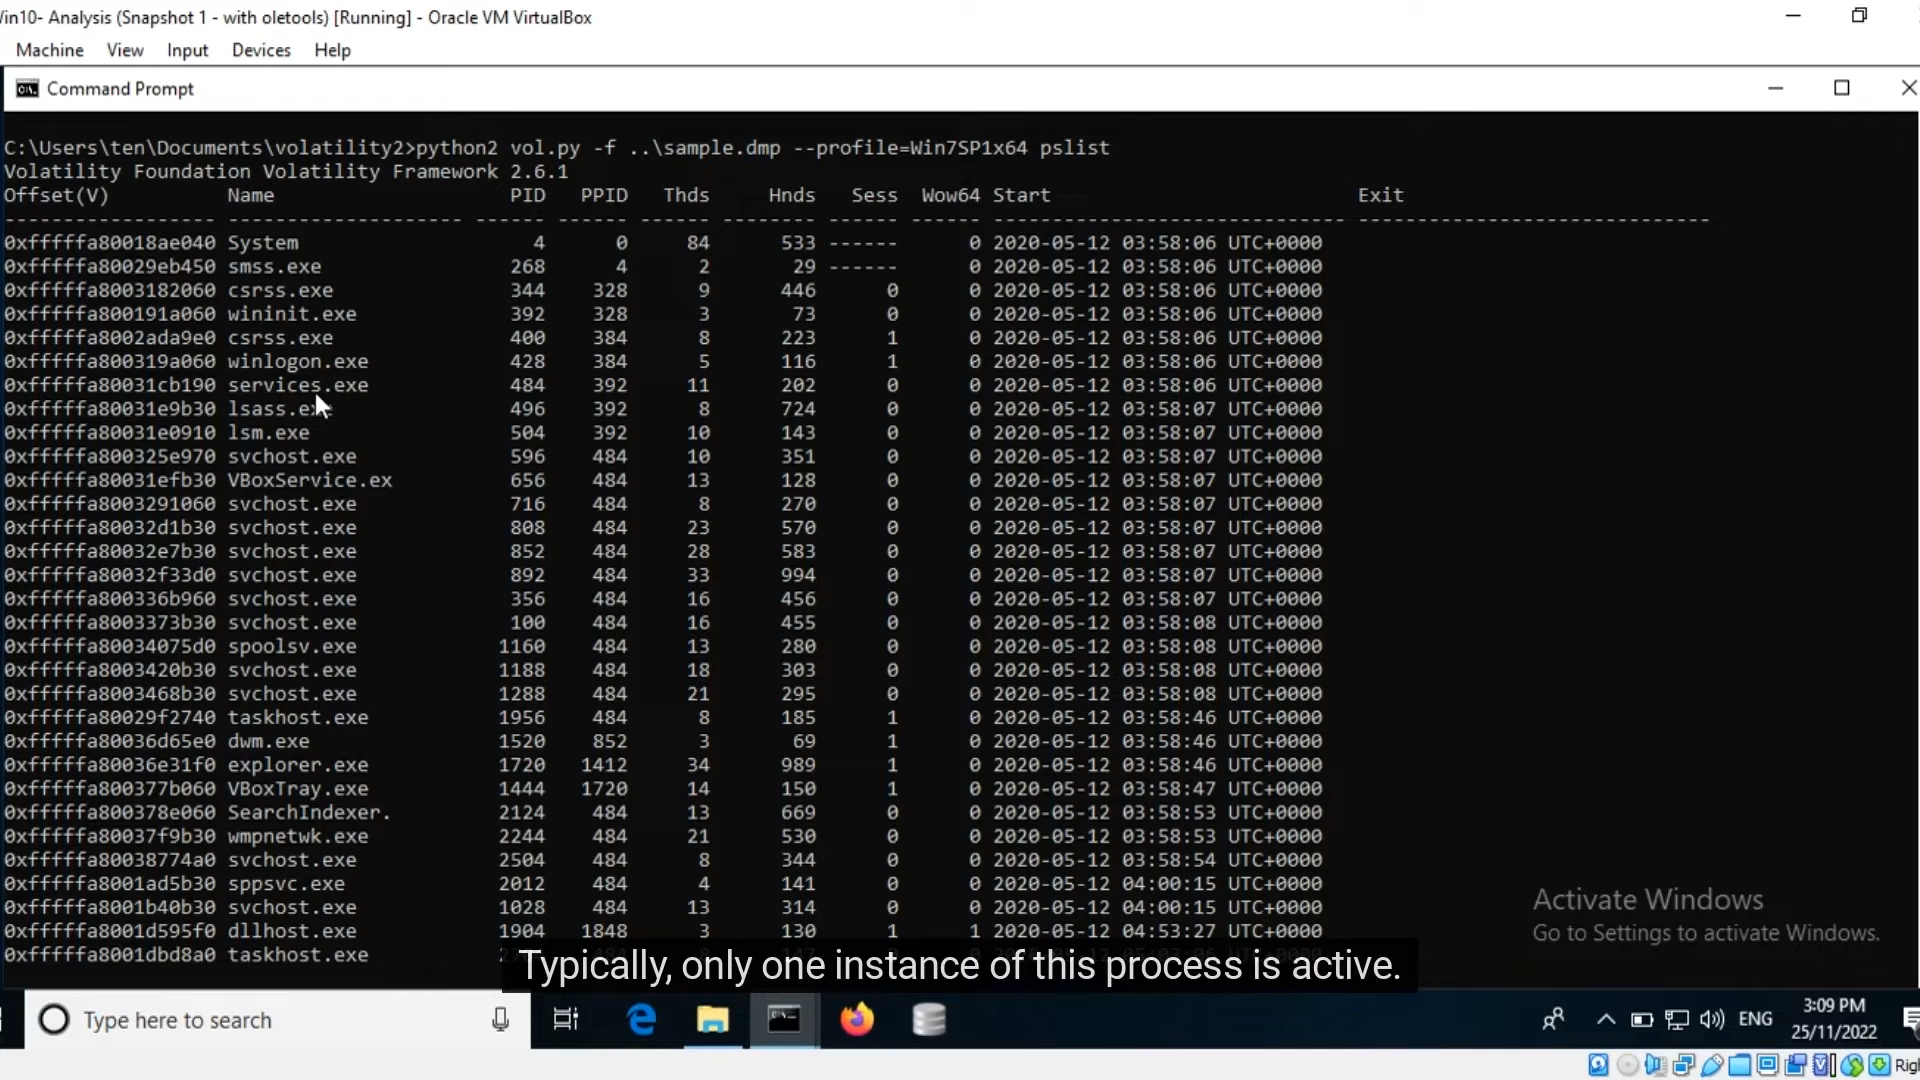 /in10- Analysis (Snapshot 1 - with oletools) [Running] - Oracle VM VirtualBox
Machine View Input Devices Help
Command Prompt
C:\Users\ten\Documents\volatility2>python2 vol.py -f ..\sample.dmp --profile=Win7SP1x64 pslist
Volatility Foundation Volatility Framework 2.6.1
Offset(V) Name PID PPID Thds Hnds Sess Wow64 Start Exit
------------------ -------------------- ------ ------ ------ -------- ------ ------ ------------------------------ ------------------------------
0xfffffa80018ae040 System 4 0 84 533 ------ 0 2020-05-12 03:58:06 UTC+0000
0xfffffa80029eb450 smss.exe 268 4 2 29 ------ 0 2020-05-12 03:58:06 UTC+0000
0xfffffa8003182060 csrss.exe 344 328 9 446 0 0 2020-05-12 03:58:06 UTC+0000
0xfffffa800191a060 wininit.exe 392 328 3 73 0 0 2020-05-12 03:58:06 UTC+0000
0xfffffa8002ada9e0 csrss.exe 400 384 8 223 1 0 2020-05-12 03:58:06 UTC+0000
0xfffffa800319a060 winlogon.exe 428 384 5 116 1 0 2020-05-12 03:58:06 UTC+0000
0xfffffa80031cb190 services.exe 484 392 11 202 0 0 2020-05-12 03:58:06 UTC+0000
0xfffffa80031e9b30 lsass.ex 496 392 8 724 0 0 2020-05-12 03:58:07 UTC+0000
0xfffffa80031e0910 lsm.exe 504 392 10 143 0 0 2020-05-12 03:58:07 UTC+0000
0xfffffa800325e970 svchost.exe 596 484 10 351 0 0 2020-05-12 03:58:07 UTC+0000
0xfffffa80031efb30 VBoxService.ex 656 484 13 128 0 0 2020-05-12 03:58:07 UTC+0000
0xfffffa8003291060 svchost.exe 716 484 8 270 0 0 2020-05-12 03:58:07 UTC+0000
0xfffffa80032d1b30 svchost.exe 808 484 23 570 0 0 2020-05-12 03:58:07 UTC+0000
0xfffffa80032e7b30 svchost.exe 852 484 28 583 0 0 2020-05-12 03:58:07 UTC+0000
0xfffffa80032f33d0 svchost.exe 892 484 33 994 0 0 2020-05-12 03:58:07 UTC+0000
0xfffffa800336b960 svchost.exe 356 484 16 456 0 0 2020-05-12 03:58:07 UTC+0000
0xfffffa8003373b30 svchost.exe 100 484 16 455 0 0 2020-05-12 03:58:08 UTC+0000
0xfffffa80034075d0 spoolsv.exe 1160 484 13 280 0 0 2020-05-12 03:58:08 UTC+0000
0xfffffa8003420b30 svchost.exe 1188 484 18 303 0 0 2020-05-12 03:58:08 UTC+0000
0xfffffa8003468b30 svchost.exe 1288 484 21 295 0 0 2020-05-12 03:58:08 UTC+0000
0xfffffa80029f2740 taskhost.exe 1956 484 8 185 1 0 2020-05-12 03:58:46 UTC+0000
0xfffffa80036d65e0 dwm.exe 1520 852 3 69 1 0 2020-05-12 03:58:46 UTC+0000
0xfffffa80036e31f0 explorer.exe 1720 1412 34 989 1 0 2020-05-12 03:58:46 UTC+0000
0xfffffa800377b060 VBoxTray.exe 1444 1720 14 150 1 0 2020-05-12 03:58:47 UTC+0000
0xfffffa800378e060 SearchIndexer. 2124 484 13 669 0 0 2020-05-12 03:58:53 UTC+0000
0xfffffa80037f9b30 wmpnetwk.exe 2244 484 21 530 0 0 2020-05-12 03:58:53 UTC+0000
0xfffffa80038774a0 svchost.exe 2504 484 8 344 0 0 2020-05-12 03:58:54 UTC+0000
0xfffffa8001ad5b30 sppsvc.exe 2012 484 4 141 0 0 2020-05-12 04:00:15 UTC+0000
0xfffffa8001b40b30 svchost.exe 1028 484 13 314 0 0 2020-05-12 04:00:15 UTC+0000
0xfffffa8001d595f0 dllhost.exe 1904 1848 3 130 1 1 2020-05-12 04:53:27 UTC+0000
0xfffffa8001dbd8a0 taskhost.exe
Activate Windows
Go to Settings to activate Windows.
Typically, only one instance of this process is active.
Type here to search
ENG
3:09 PM
25/11/2022
Righ